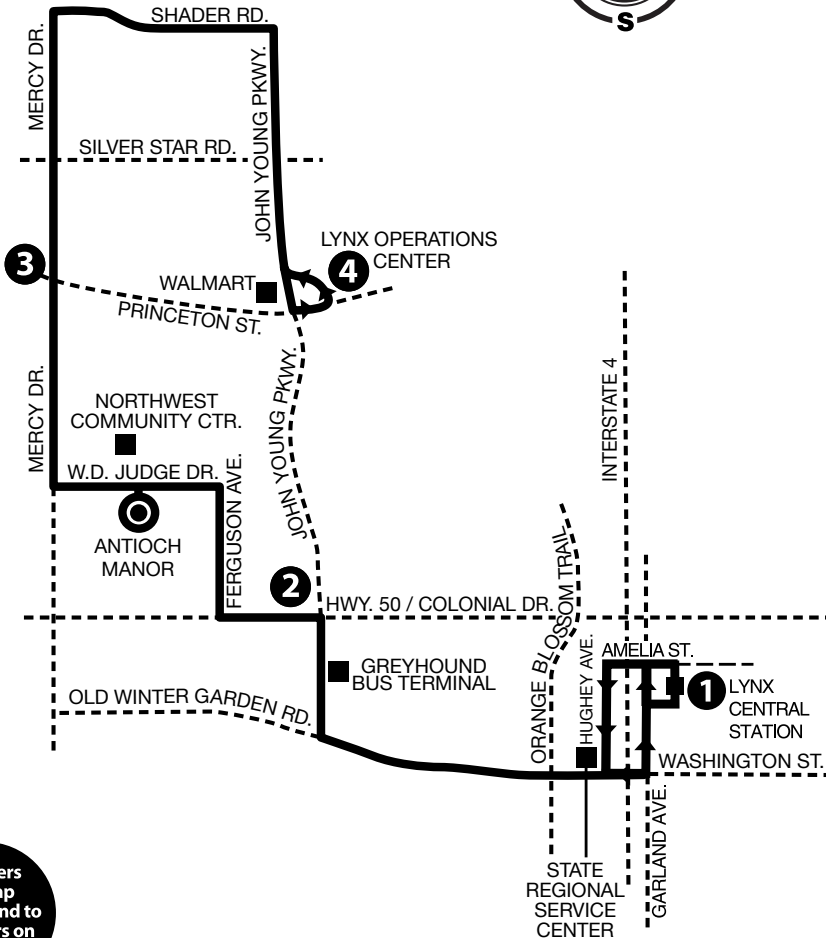 S
SHADER RD.
MERCY DR.
JOHN YOUNG PKWY.
SILVER STAR RD.
3
4
LYNX OPERATIONS
CENTER
WALMART
PRINCETON ST.
MERCY DR.
NORTHWEST
COMMUNITY CTR.
JOHN YOUNG PKWY.
INTERSTATE 4
W.D. JUDGE DR.
FERGUSON AVE.
ANTIOCH
MANOR
2
HWY. 50 / COLONIAL DR.
ORANGE BLOSSOM TRAIL
HUGHEY AVE.
AMELIA ST.
GREYHOUND
BUS TERMINAL
1
LYNX
CENTRAL
STATION
OLD WINTER GARDEN RD.
WASHINGTON ST.
GARLAND AVE.
STATE
REGIONAL
SERVICE
CENTER